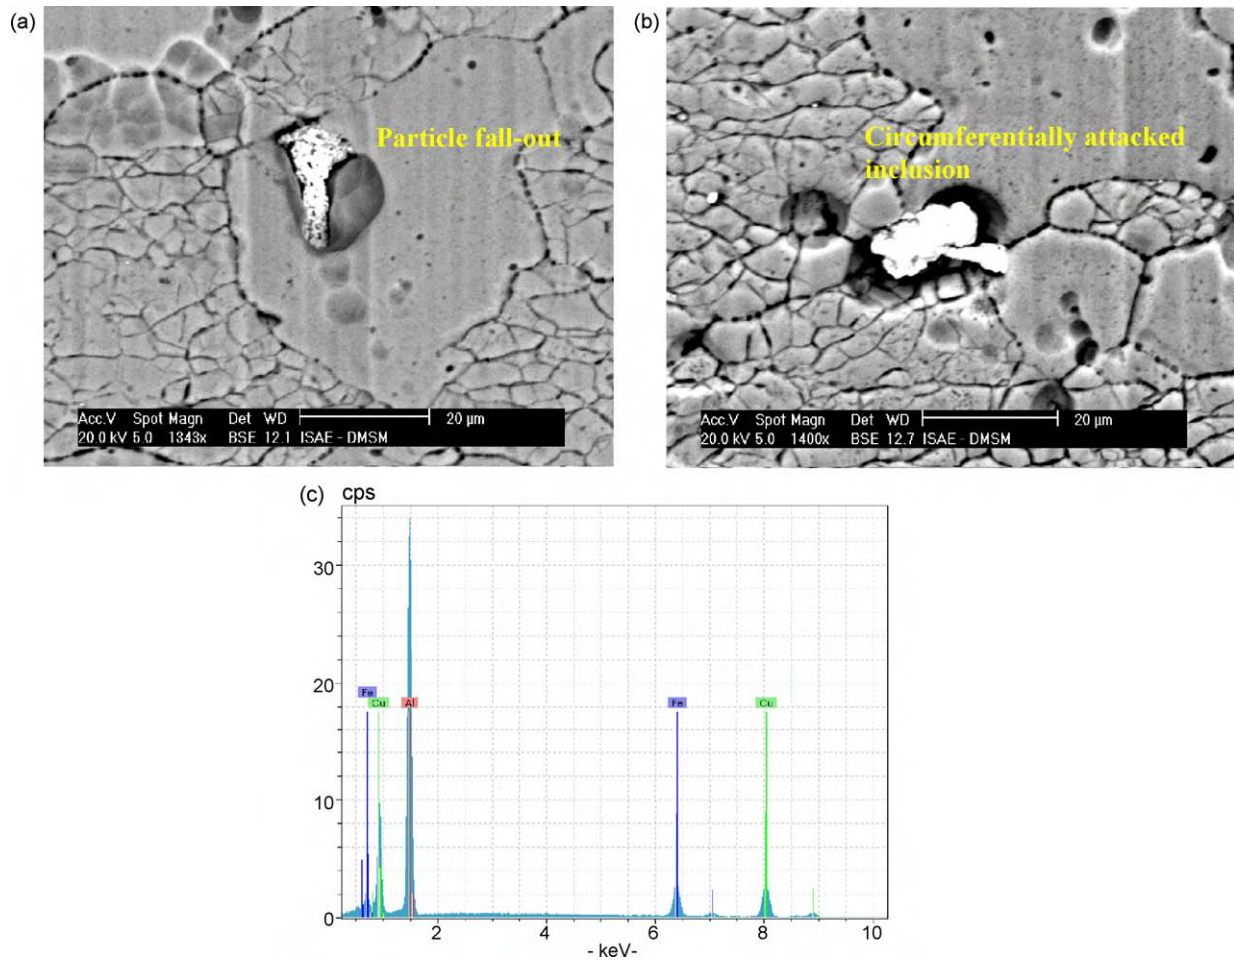 (a)
Particle fall-out
Acc.V Spot Magn Det WD 20 µm
20.0 kV 5.0 1343x BSE 12.1 ISAE - DMSM
(b)
Circumferentially attacked
inclusion
Acc.V Spot Magn Det WD 20 µm
20.0 kV 5.0 1400x BSE 12.7 ISAE - DMSM
(c) cps
30
20
10
0
Fe
Cu
Al
Fe
Cu
2 4 6 8 10
- keV-